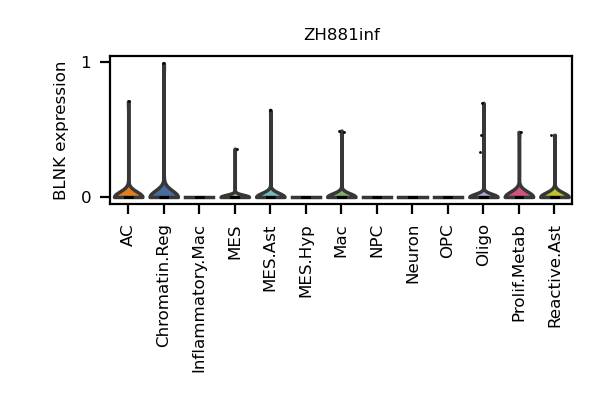 ZH881inf
BLNK expression
1
0
AC
Chromatin.Reg
Inflammatory.Mac
MES
MES.Ast
MES.Hyp
Mac
NPC
Neuron
OPC
Oligo
Prolif.Metab
Reactive.Ast